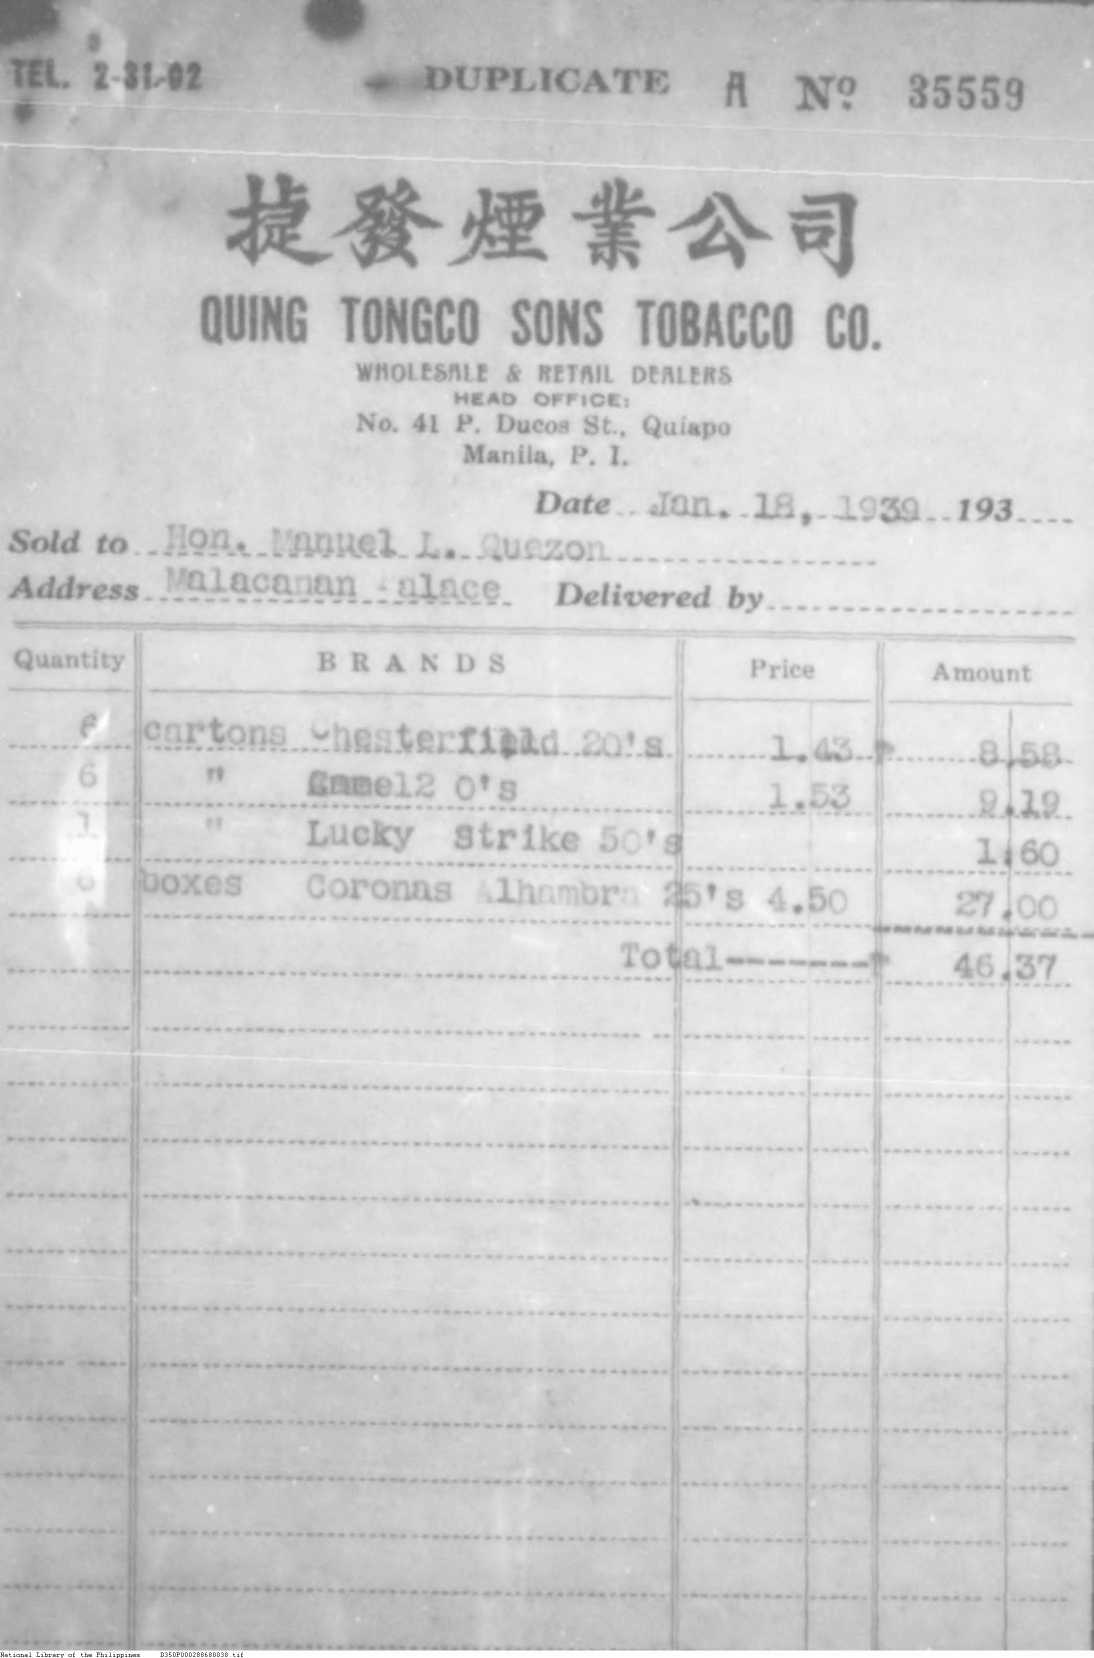 TEL. 2-31-02 DUPLICATE A Nº 35559
捷發煙業公司
QUING TONGCO SONS TOBACCO CO.
WHOLESALE & RETAIL DEALERS
HEAD OFFICE:
No. 41 P. Ducos St., Quiapo
Manila, P. I.
Date Jan. 18, 1939 193
Sold to Hon. Manuel L. Quezon
Address Malacanan alace Delivered by
Quantity BRANDS Price Amount
6 cartons Chesterfield 20's 1.43 ₱ 8.58
6 " Camel2 0's 1.53 9.19
1 " Lucky Strike 50's 1.60
6 boxes Coronas Alhambra 25's 4.50 27.00
Total-------₱ 46.37
National Library of the Philippines